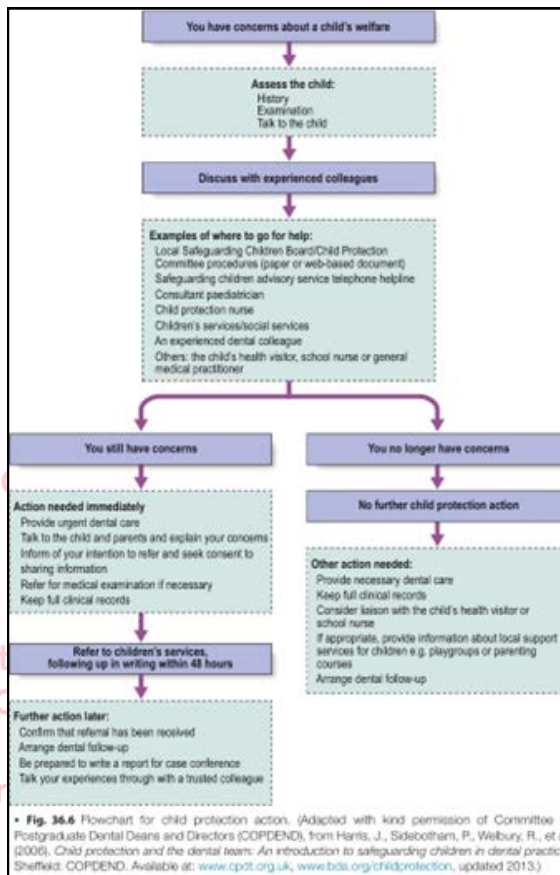 You have concerns about a child's welfare
Assess the child:
History
Examination
Talk to the child
Discuss with experienced colleagues
Examples of where to go for help:
Local Safeguarding Children Board/Child Protection
Committee procedures (paper or web-based document)
Safeguarding children advisory service telephone helpline
Consultant paediatrician
Child protection nurse
Children's services/social services
An experienced dental colleague
Others: the child's health visitor, school nurse or general
medical practitioner
You still have concerns
Action needed immediately
Provide urgent dental care
Talk to the child and parents and explain your concerns
Inform of your intention to refer and seek consent to
sharing information
Refer for medical examination if necessary
Keep full clinical records
Refer to children's services,
following up in writing within 48 hours
Further action later:
Confirm that referral has been received
Arrange dental follow-up
Be prepared to write a report for case conference
Talk your experiences through with a trusted colleague
You no longer have concerns
No further child protection action
Other action needed:
Provide necessary dental care
Keep full clinical records
Consider liaison with the child's health visitor or
school nurse
If appropriate, provide information about local support
services for children e.g. playgroups or parenting
courses
Arrange dental follow-up
• Fig. 36.6 Flowchart for child protection action. (Adapted with kind permission of Committee
Postgraduate Dental Deans and Directors (COPDEND), from Harris, J., Sidebotham, P., Welbury, R., et
(2006). Child protection and the dental team: An introduction to safeguarding children in dental
Sheffield: COPDEND. Available at: www.cpdt.org.uk, www.bda.org/childprotection, updated 2013.)